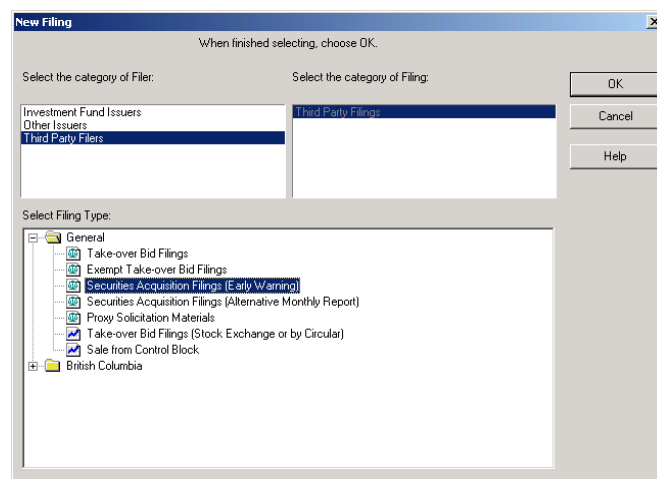 New Filing
When finished selecting, choose OK.
Select the category of Filer:
Select the category of Filing:
OK
Investment Fund Issuers
Other Issuers
Third Party Filers
Third Party Filings
Cancel
Help
Select Filing Type:
General
Take-over Bid Filings
Exempt Take-over Bid Filings
Securities Acquisition Filings (Early Warning)
Securities Acquisition Filings (Alternative Monthly Report)
Proxy Solicitation Materials
Take-over Bid Filings (Stock Exchange or by Circular)
Sale from Control Block
British Columbia